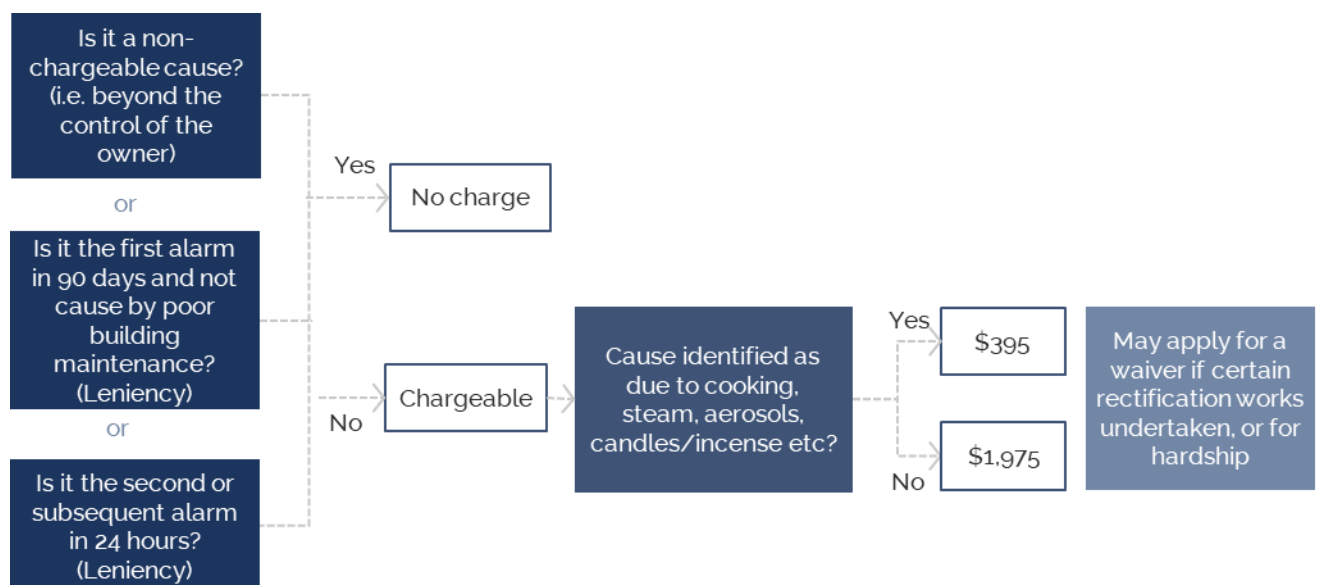 Is it a non-
chargeable cause?
(i.e. beyond the
control of the
owner)
or
Is it the first alarm
in 90 days and not
cause by poor
building
maintenance?
(Leniency)
or
Is it the second or
subsequent alarm
in 24 hours?
(Leniency)
Yes
No charge
No
Chargeable
Cause identified as
due to cooking,
steam, aerosols,
candles/incense etc?
Yes
$395
No
$1,975
May apply for a
waiver if certain
rectification works
undertaken, or for
hardship